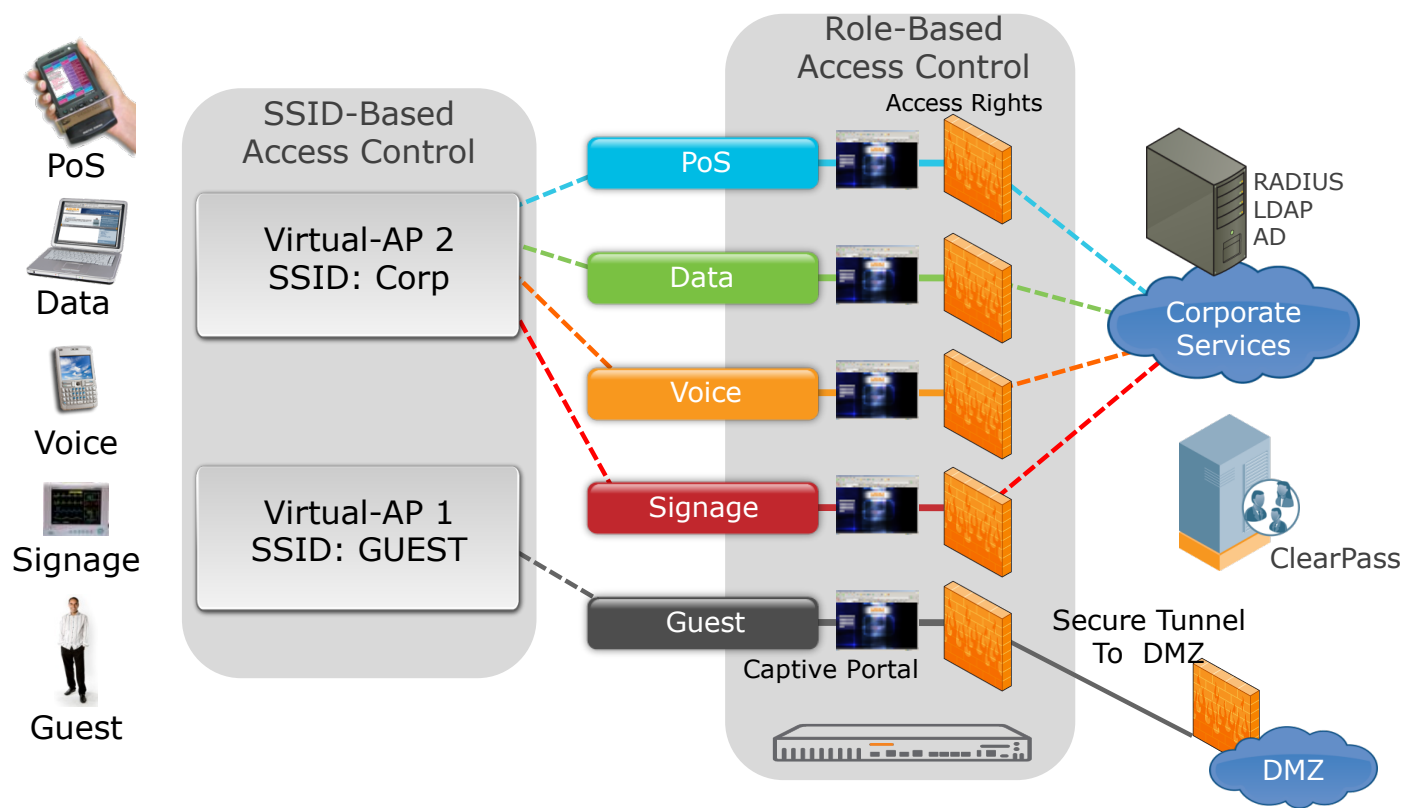 Role-Based
Access Control
Access Rights
SSID-Based
Access Control
PoS
Data
Voice
Signage
Guest
Virtual-AP 2
SSID: Corp
Virtual-AP 1
SSID: GUEST
PoS
Data
Voice
Signage
Guest
Captive Portal
RADIUS
LDAP
AD
Corporate
Services
ClearPass
Secure Tunnel
To DMZ
DMZ